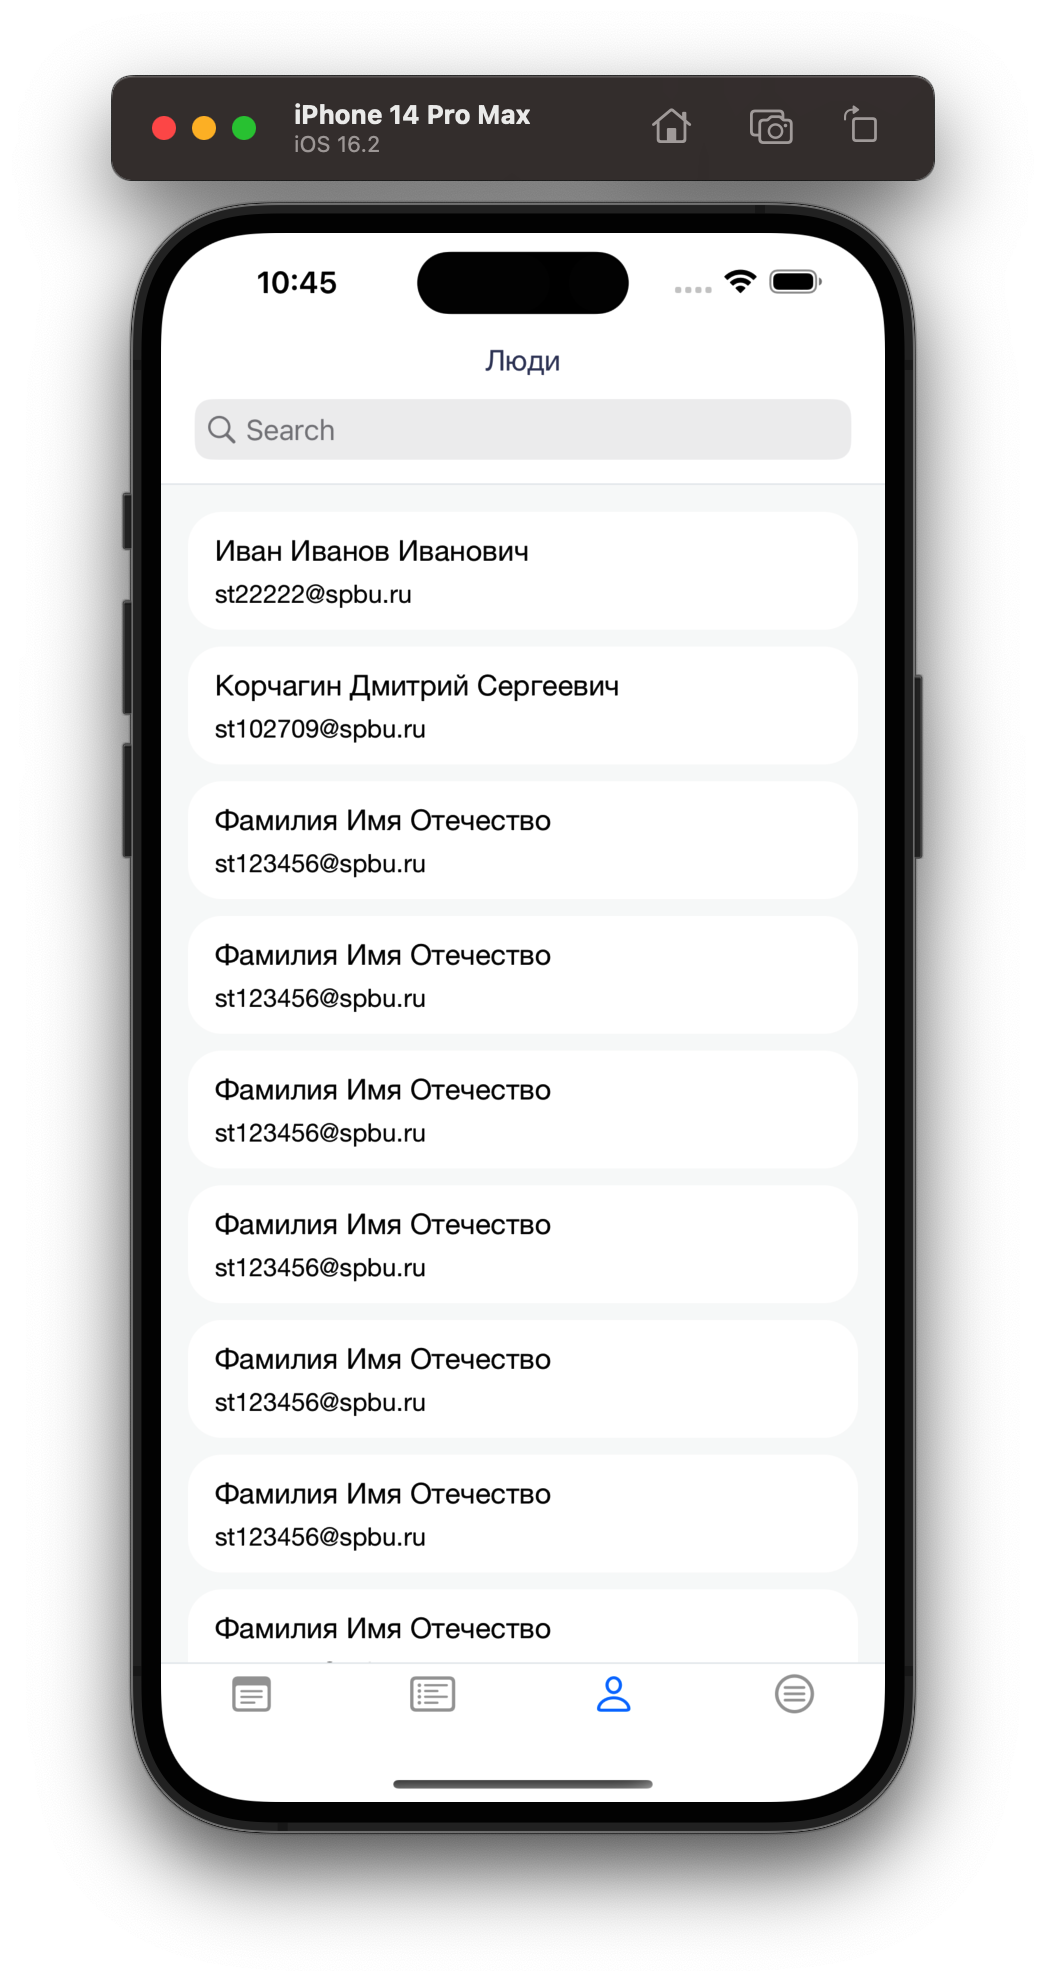 iPhone 14 Pro Max
iOS 16.2
10:45
Люди
Search
Иван Иванов Иванович
st22222@spbu.ru
Корчагин Дмитрий Сергеевич
st102709@spbu.ru
Фамилия Имя Отечество
st123456@spbu.ru
Фамилия Имя Отечество
st123456@spbu.ru
Фамилия Имя Отечество
st123456@spbu.ru
Фамилия Имя Отечество
st123456@spbu.ru
Фамилия Имя Отечество
st123456@spbu.ru
Фамилия Имя Отечество
st123456@spbu.ru
Фамилия Имя Отечество